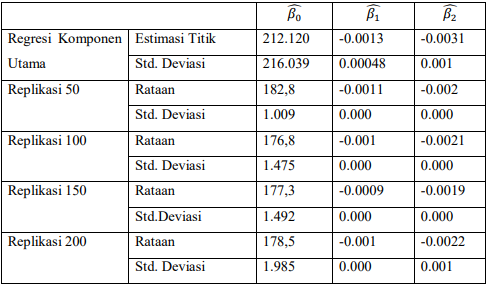 $\widehat{\beta_0}$ $\widehat{\beta_1}$ $\widehat{\beta_2}$
Regresi Komponen Utama Estimasi Titik 212.120 -0.0013 -0.0031
Std. Deviasi 216.039 0.00048 0.001
Replikasi 50 Rataan 182,8 -0.0011 -0.002
Std. Deviasi 1.009 0.000 0.000
Replikasi 100 Rataan 176,8 -0.001 -0.0021
Std. Deviasi 1.475 0.000 0.000
Replikasi 150 Rataan 177,3 -0.0009 -0.0019
Std.Deviasi 1.492 0.000 0.000
Replikasi 200 Rataan 178,5 -0.001 -0.0022
Std. Deviasi 1.985 0.000 0.001